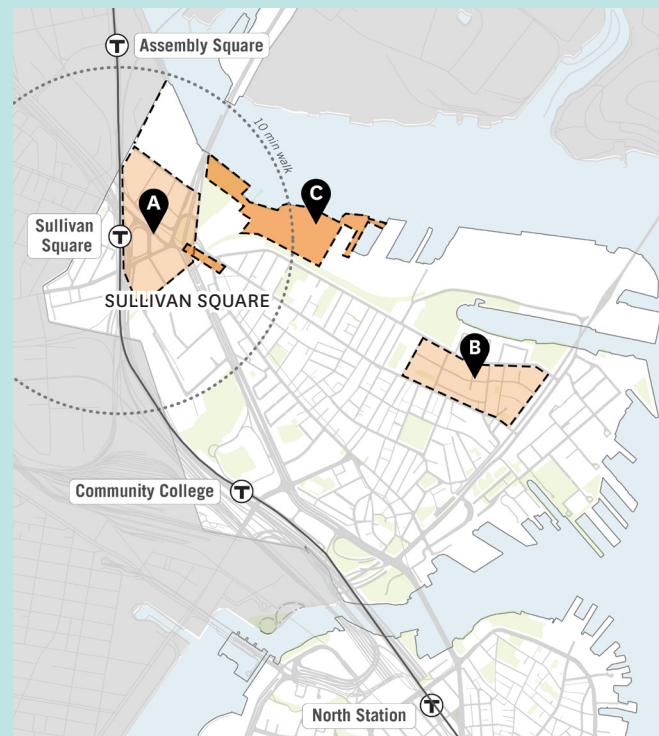 T Assembly Square
10 min walk
A
C
Sullivan
Square
T
SULLIVAN SQUARE
B
Community College T
North Station T